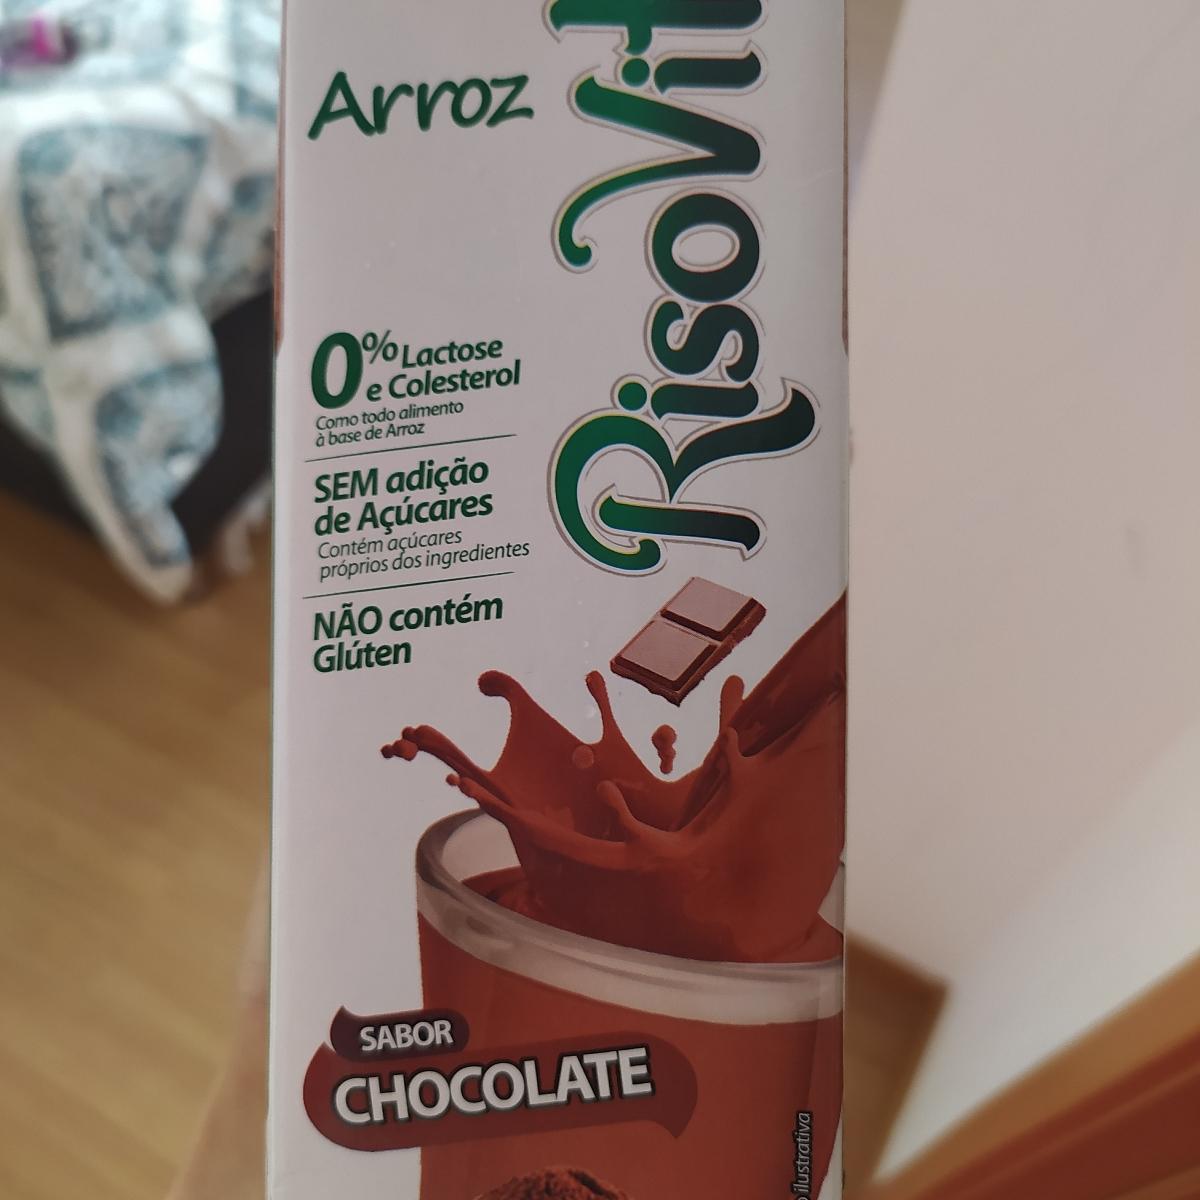 Arroz
RisoVit
0% Lactose
e Colesterol
Como todo alimento
à base de Arroz
SEM adição
de Açúcares
Contém açúcares
próprios dos ingredientes
NÃO contém
Glúten
SABOR
CHOCOLATE
ilustrativa